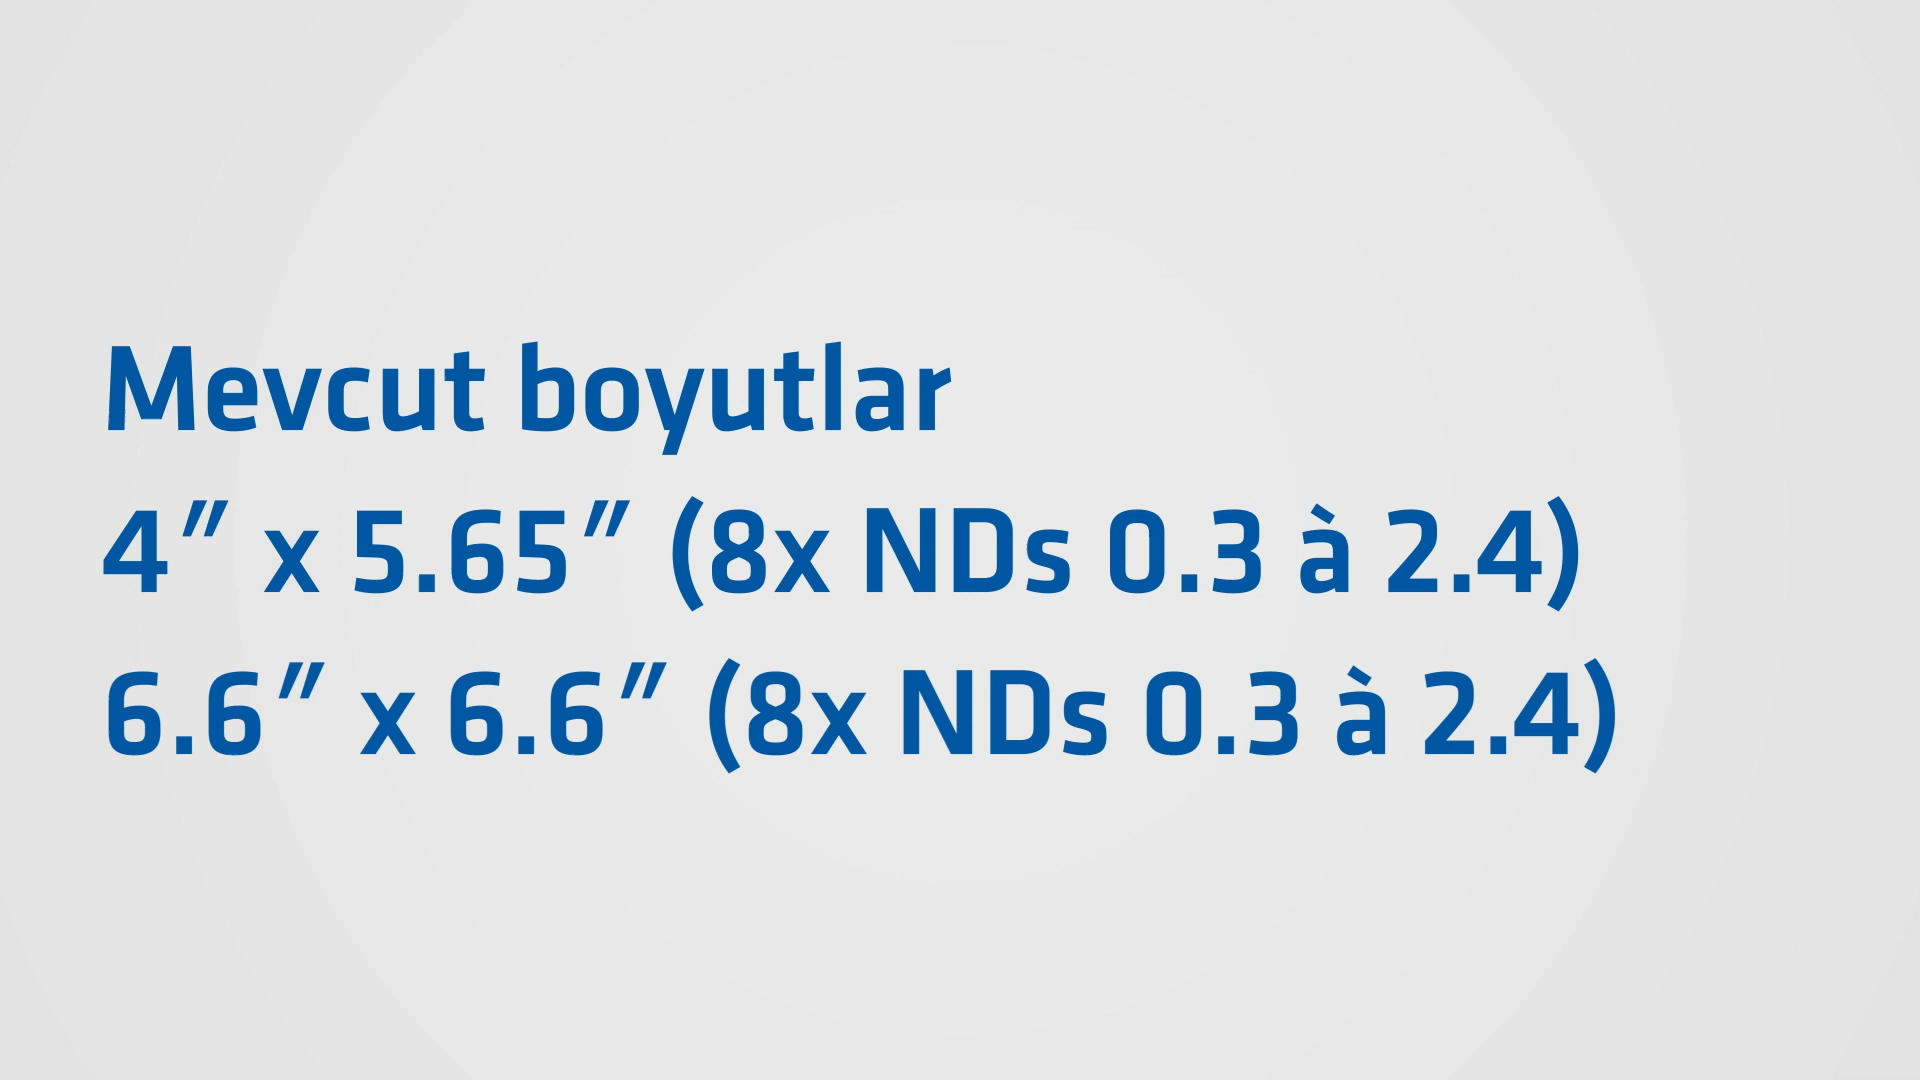 Mevcut boyutlar
4″ x 5.65″ (8x NDs 0.3 à 2.4)
6.6″ x 6.6″ (8x NDs 0.3 à 2.4)